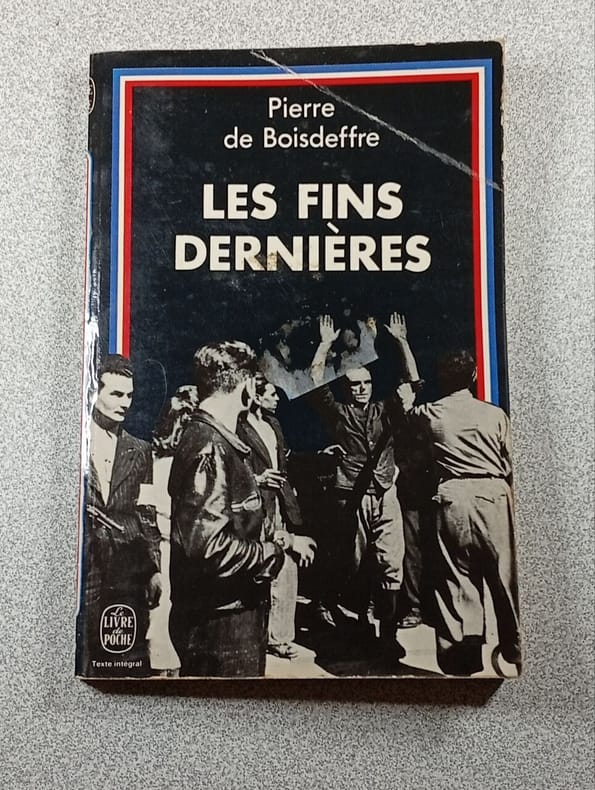 Pierre
de Boisdeffre
LES FINS
DERNIÈRES
Le
LIVRE
de
POCHE
Texte intégral